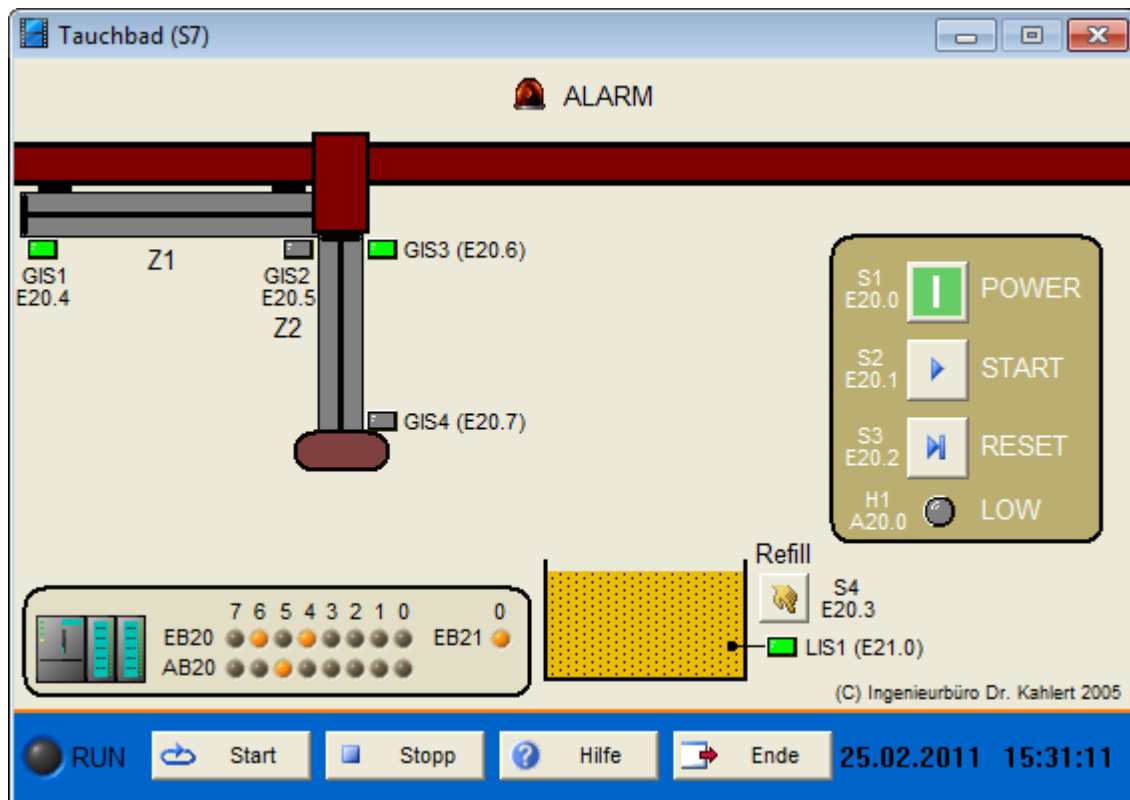 Tauchbad (S7)
ALARM
Z1
GIS1
E20.4
GIS2
E20.5
GIS3 (E20.6)
Z2
GIS4 (E20.7)
S1
E20.0
POWER
S2
E20.1
START
S3
E20.2
RESET
H1
A20.0
LOW
Refill
S4
E20.3
LIS1 (E21.0)
7 6 5 4 3 2 1 0 0
EB20 EB21
AB20
(C) Ingenieurbüro Dr. Kahlert 2005
RUN Start Stopp Hilfe Ende 25.02.2011 15:31:11